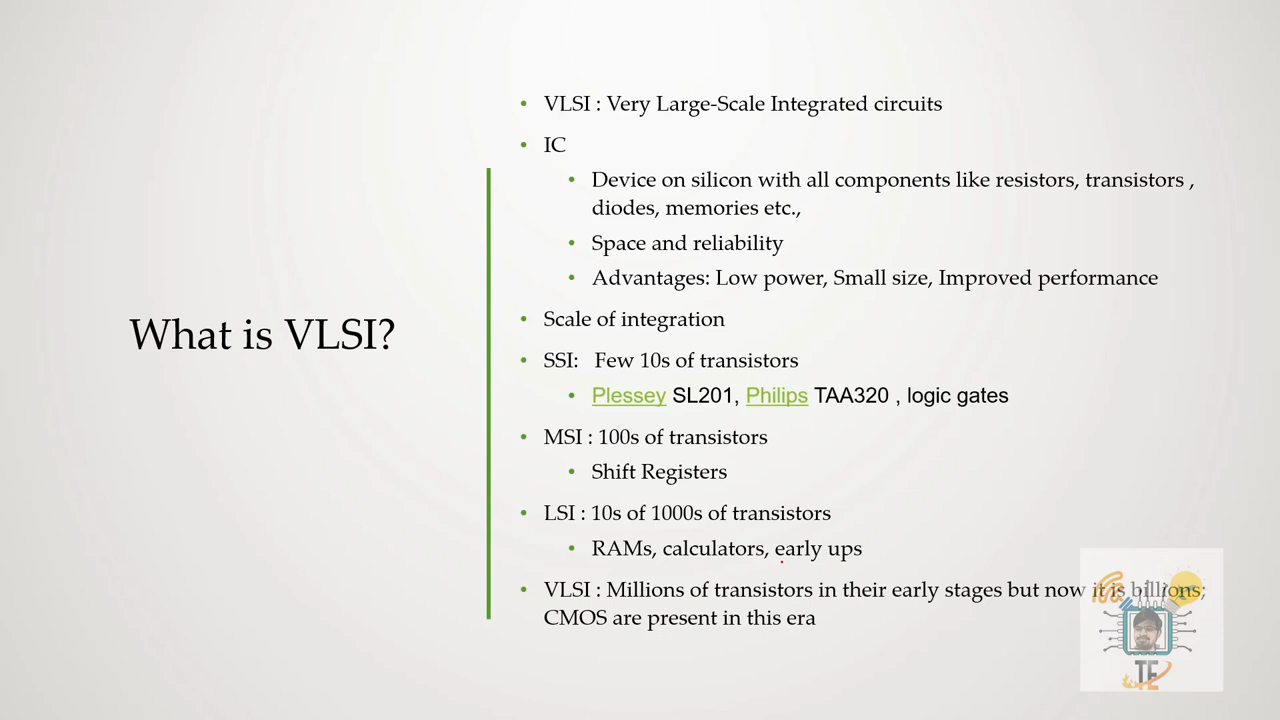 What is VLSI?
• VLSI : Very Large-Scale Integrated circuits
• IC
• Device on silicon with all components like resistors, transistors ,
diodes, memories etc.,
• Space and reliability
• Advantages: Low power, Small size, Improved performance
• Scale of integration
• SSI: Few 10s of transistors
• Plessey SL201, Philips TAA320 , logic gates
• MSI : 100s of transistors
• Shift Registers
• LSI : 10s of 1000s of transistors
• RAMs, calculators, early ups
• VLSI : Millions of transistors in their early stages but now it is billions;
CMOS are present in this era
TE